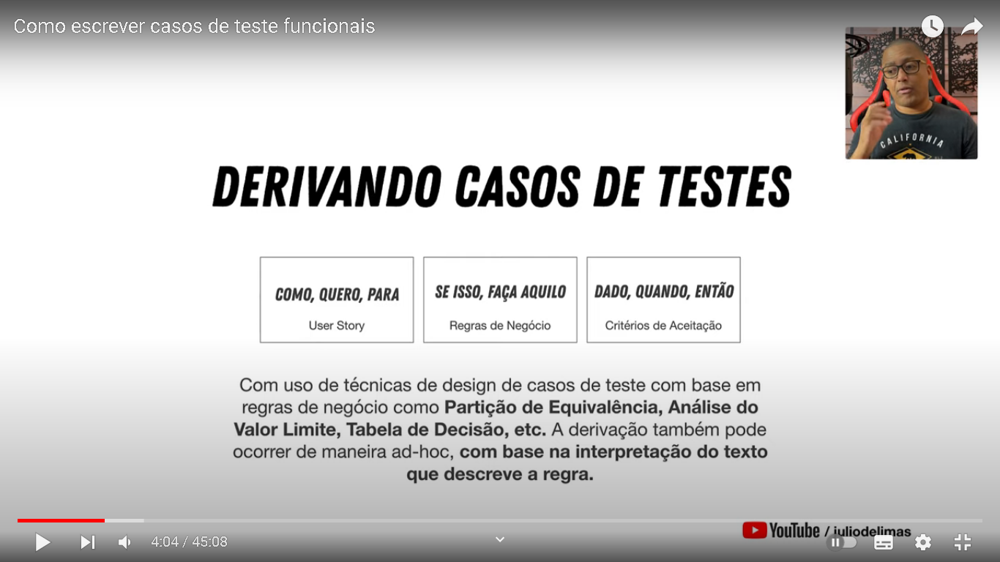 Como escrever casos de teste funcionais
CALIFORNIA
DERIVANDO CASOS DE TESTES
COMO, QUERO, PARA
User Story
SE ISSO, FAÇA AQUILO
Regras de Negócio
DADO, QUANDO, ENTÃO
Critérios de Aceitação
Com uso de técnicas de design de casos de teste com base em
regras de negócio como Partição de Equivalência, Análise do
Valor Limite, Tabela de Decisão, etc. A derivação também pode
ocorrer de maneira ad-hoc, com base na interpretação do texto
que descreve a regra.
YouTube / juliodelimas
4:04 / 45:08